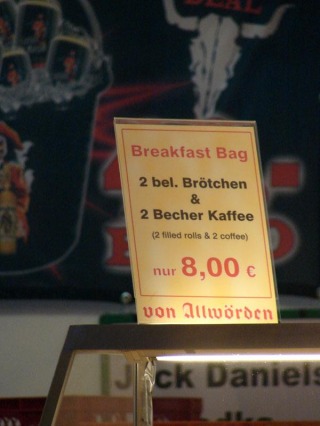 DEAL
Breakfast Bag
2 bel. Brötchen
&
2 Becher Kaffee
(2 filled rolls & 2 coffee)
nur 8,00 €
von Allwörden
Jack Daniels